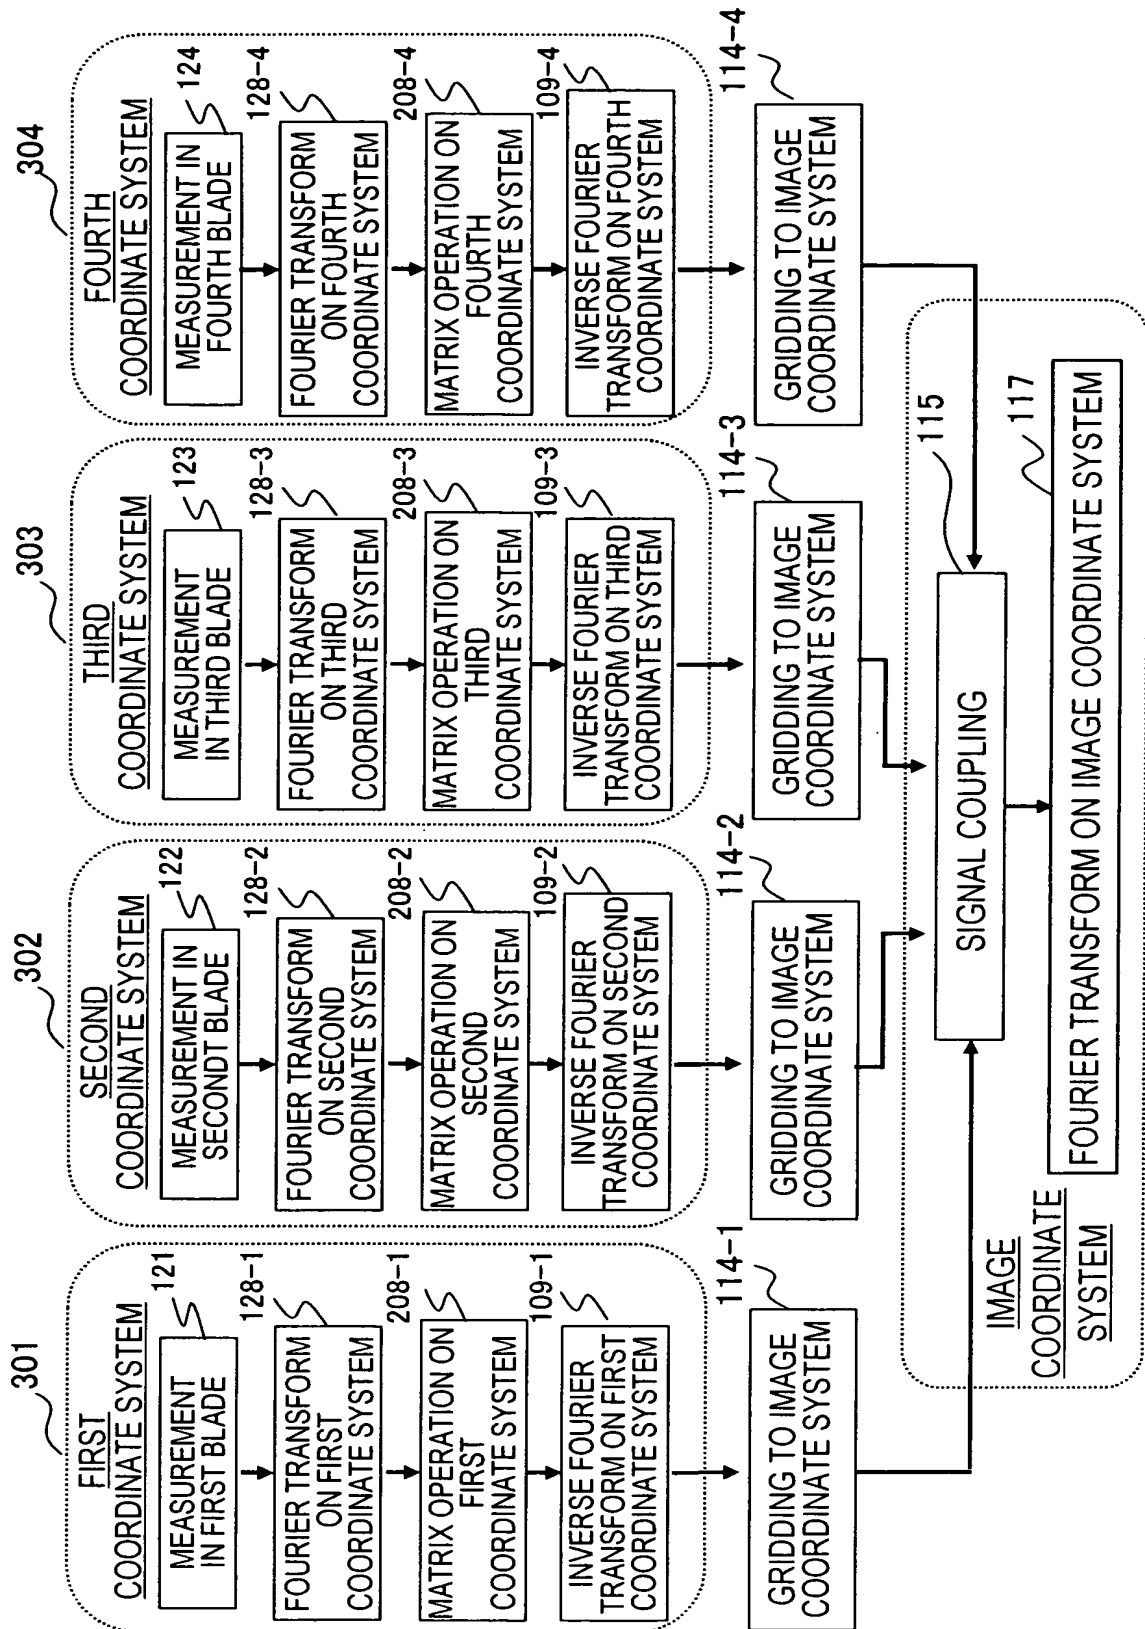 301
FIRST
COORDINATE SYSTEM
121
MEASUREMENT
IN FIRST BLADE
128-1
FOURIER TRANSFORM
ON FIRST
COORDINATE SYSTEM
208-1
MATRIX OPERATION ON
FIRST
COORDINATE SYSTEM
109-1
INVERSE FOURIER
TRANSFORM ON FIRST
COORDINATE SYSTEM
114-1
GRIDDING TO IMAGE
COORDINATE SYSTEM
302
SECOND
COORDINATE SYSTEM
122
MEASUREMENT IN
SECONDT BLADE
128-2
FOURIER TRANSFORM
ON SECOND
COORDINATE SYSTEM
208-2
MATRIX OPERATION ON
SECOND
COORDINATE SYSTEM
109-2
INVERSE FOURIER
TRANSFORM ON SECOND
COORDINATE SYSTEM
114-2
GRIDDING TO IMAGE
COORDINATE SYSTEM
303
THIRD
COORDINATE SYSTEM
123
MEASUREMENT
IN THIRD BLADE
128-3
FOURIER TRANSFORM
ON THIRD
COORDINATE SYSTEM
208-3
MATRIX OPERATION ON
THIRD
COORDINATE SYSTEM
109-3
INVERSE FOURIER
TRANSFORM ON THIRD
COORDINATE SYSTEM
114-3
GRIDDING TO IMAGE
COORDINATE SYSTEM
304
FOURTH
COORDINATE SYSTEM
124
MEASUREMENT IN
FOURTH BLADE
128-4
FOURIER TRANSFORM
ON FOURTH
COORDINATE SYSTEM
208-4
MATRIX OPERATION ON
FOURTH
COORDINATE SYSTEM
109-4
INVERSE FOURIER
TRANSFORM ON FOURTH
COORDINATE SYSTEM
114-4
GRIDDING TO IMAGE
COORDINATE SYSTEM
115
SIGNAL COUPLING
117
FOURIER TRANSFORM ON IMAGE COORDINATE SYSTEM
IMAGE
COORDINATE
SYSTEM